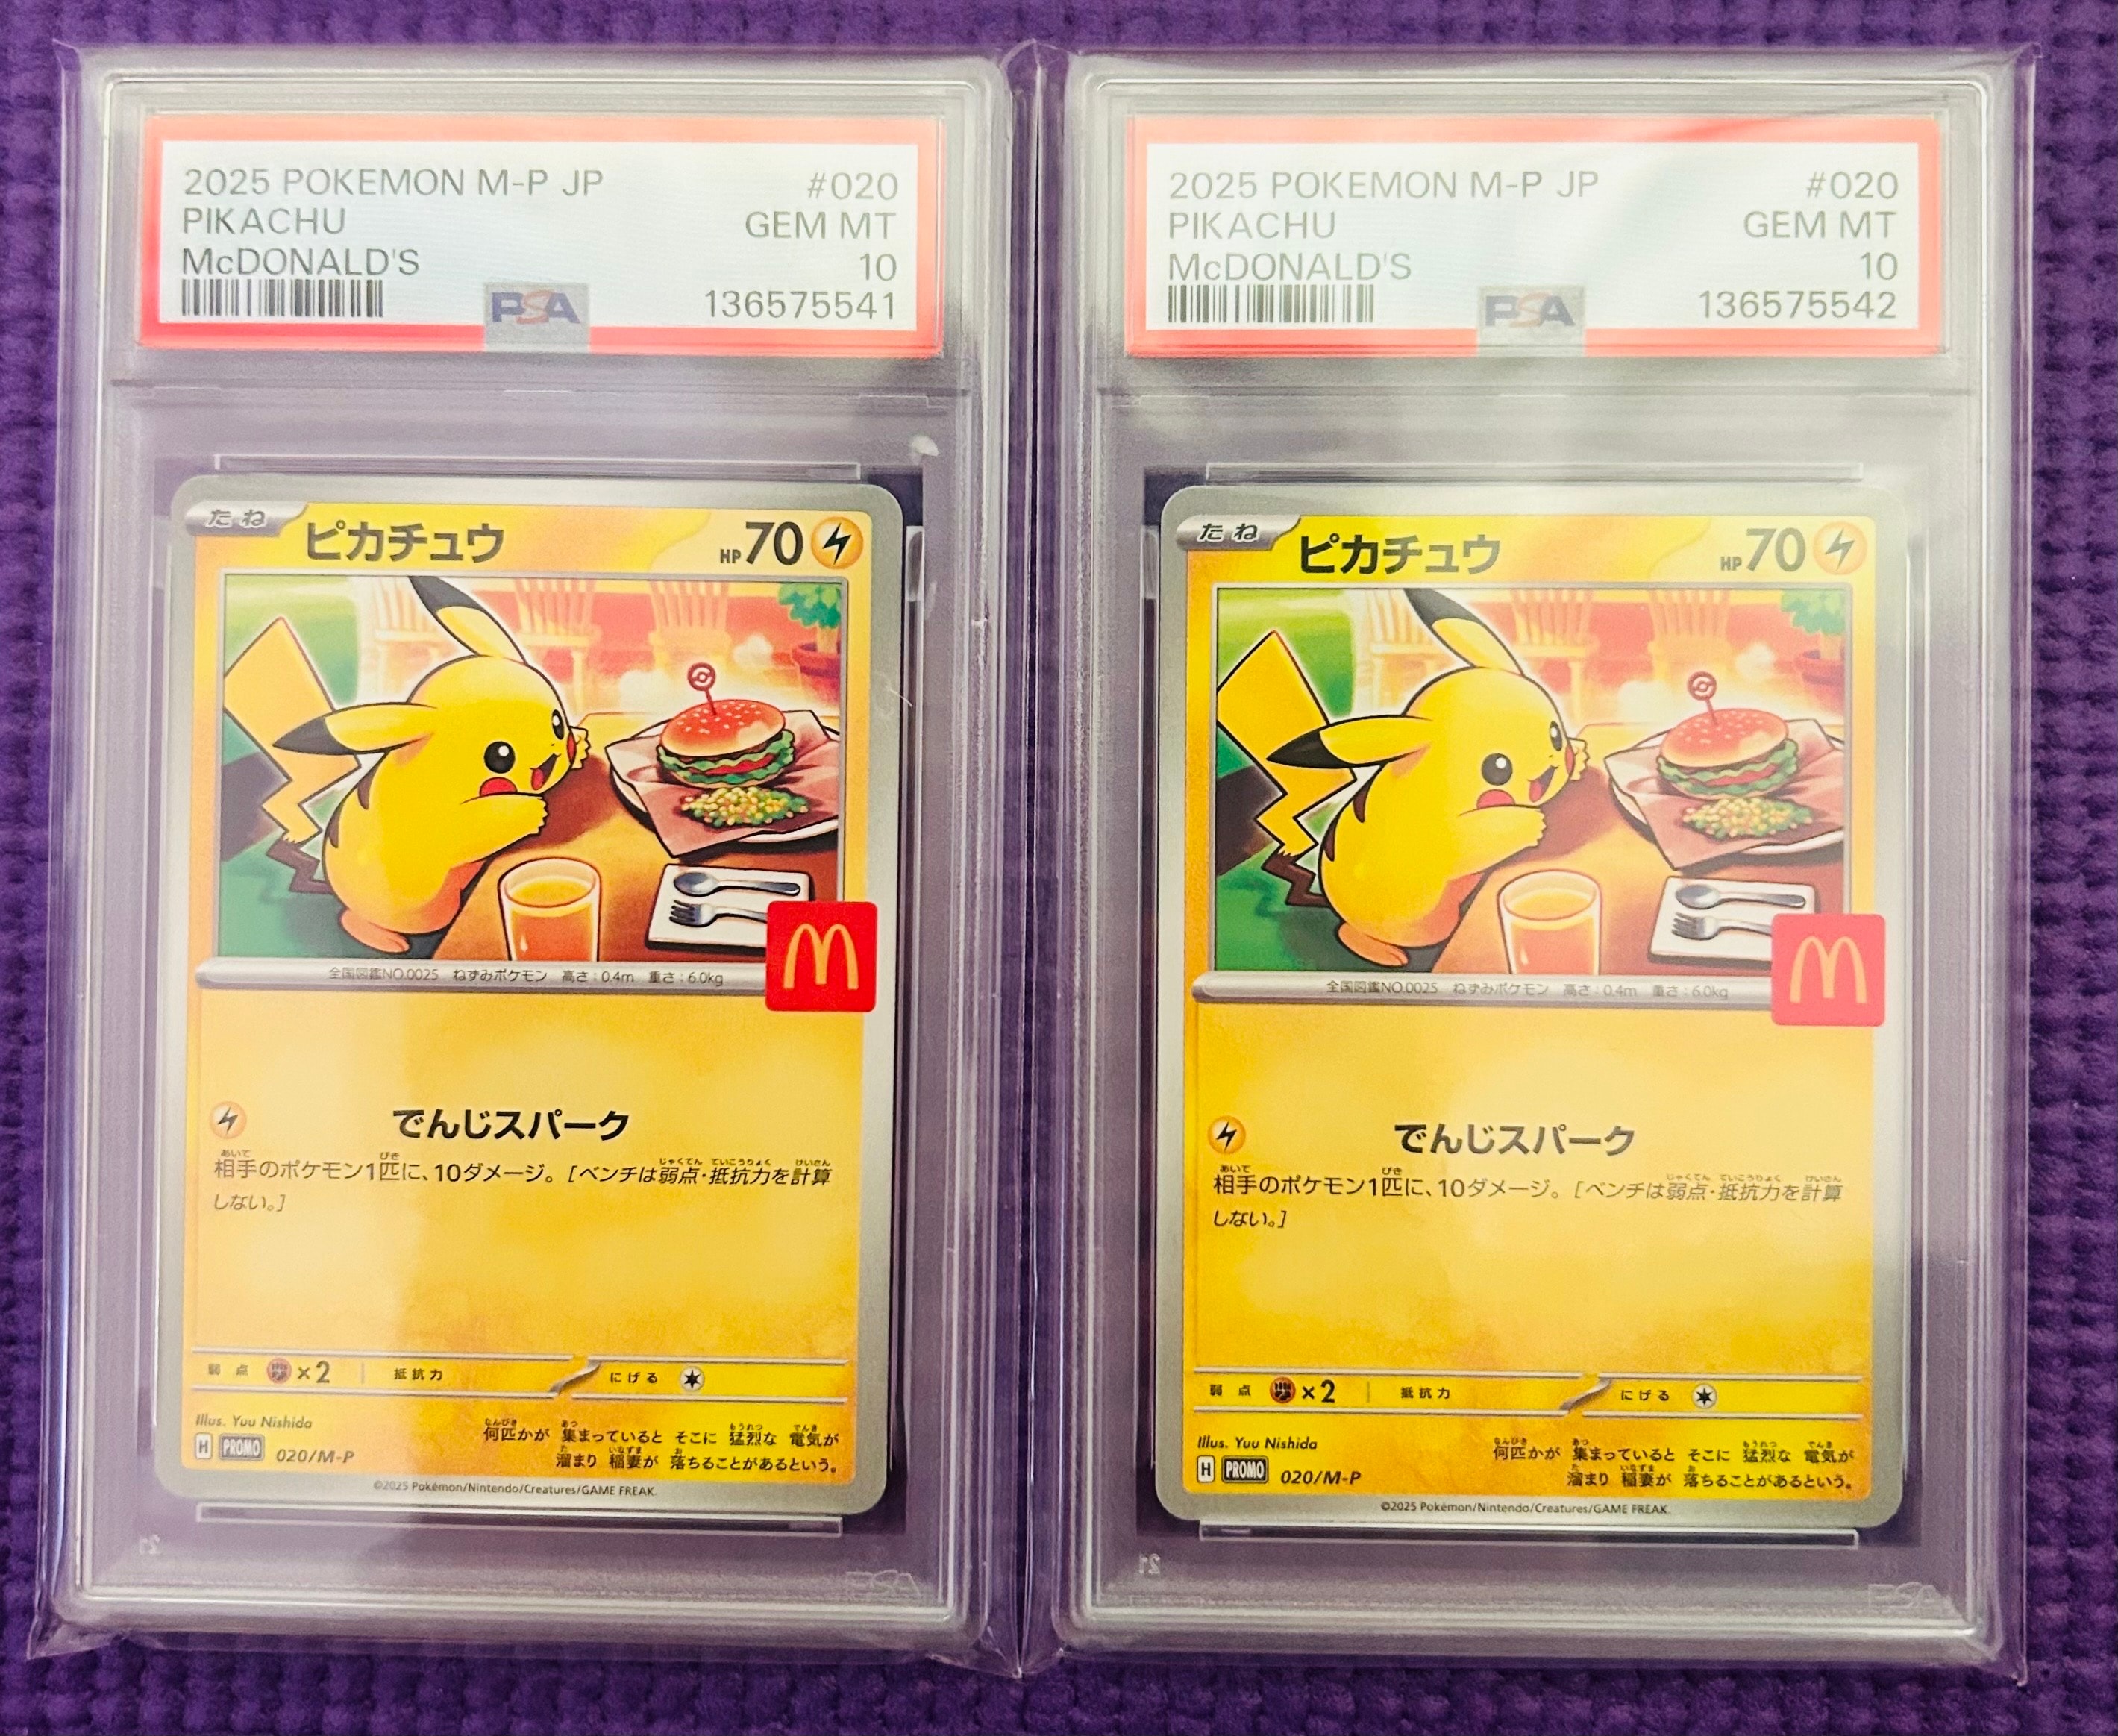 2025 POKEMON M-P JP #020
PIKACHU GEM MT
McDONALD'S 10
PSA 136575541
たね ピカチュウ HP70
全国図鑑NO.0025 ねずみポケモン 高さ:0.4m 重さ:6.0kg
でんじスパーク
相手のポケモン1匹に、10ダメージ。[ベンチは弱点・抵抗力を計算
しない。]
弱点 ×2 抵抗力 にげる
Illus. Yuu Nishida
H PROMO 020/M-P
何匹かが 集まっていると そこに 猛烈な 電気が
溜まり 稲妻が 落ちることがあるという。
©2025 Pokémon/Nintendo/Creatures/GAME FREAK.
PSA
2025 POKEMON M-P JP #020
PIKACHU GEM MT
McDONALD'S 10
PSA 136575542
たね ピカチュウ HP70
全国図鑑NO.0025 ねずみポケモン 高さ:0.4m 重さ:6.0kg
でんじスパーク
相手のポケモン1匹に、10ダメージ。[ベンチは弱点・抵抗力を計算
しない。]
弱点 ×2 抵抗力 にげる
Illus. Yuu Nishida
H PROMO 020/M-P
何匹かが 集まっていると そこに 猛烈な 電気が
溜まり 稲妻が 落ちることがあるという。
©2025 Pokémon/Nintendo/Creatures/GAME FREAK.
PSA